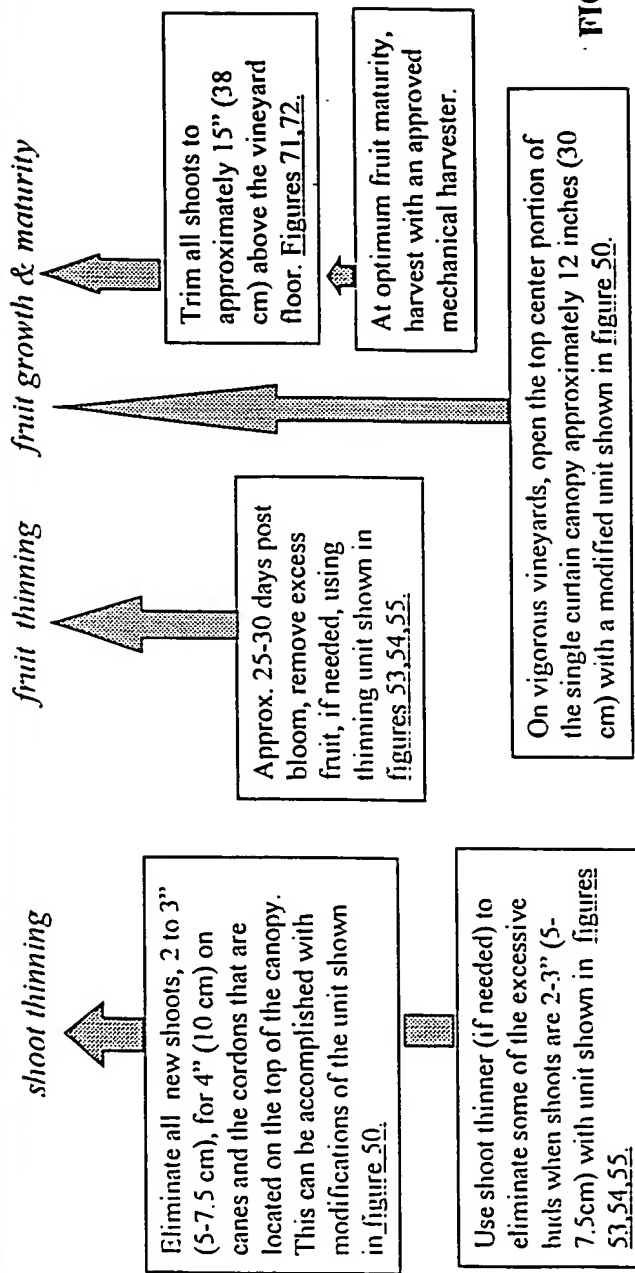 shoot thinning
fruit thinning
fruit growth & maturity
Eliminate all new shoots, 2 to 3”
(5-7.5 cm), for 4” (10 cm) on
canes and the cordons that are
located on the top of the canopy.
This can be accomplished with
modifications of the unit shown
in figure 50.
Use shoot thinner (if needed) to
eliminate some of the excessive
buds when shoots are 2-3” (5-
7.5cm) with unit shown in figures
53,54,55.
Approx. 25-30 days post
bloom, remove excess
fruit, if needed, using
thinning unit shown in
figures 53,54,55.
Trim all shoots to
approximately 15” (38
cm) above the vineyard
floor. Figures 71,72.
At optimum fruit maturity,
harvest with an approved
mechanical harvester.
On vigorous vineyards, open the top center portion of
the single curtain canopy approximately 12 inches (30
cm) with a modified unit shown in figure 50.
FIG